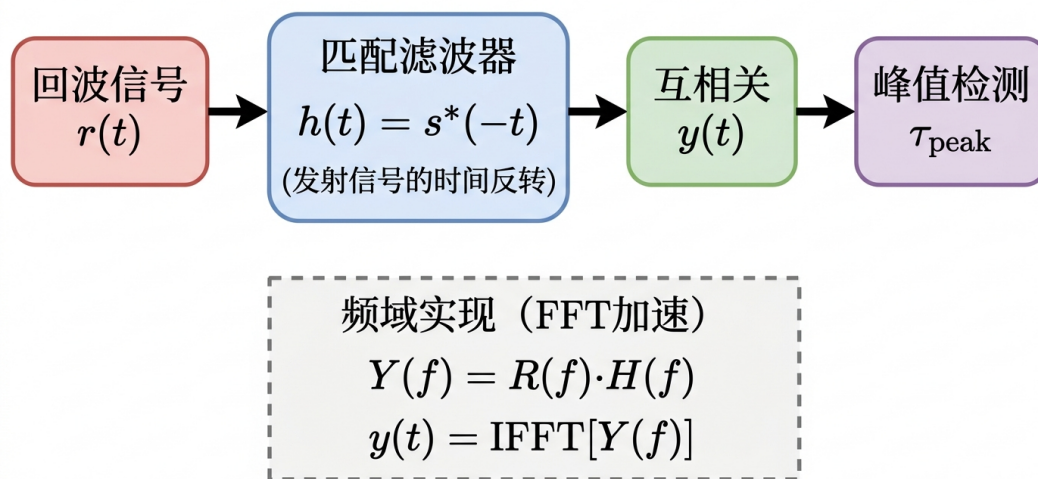 回波信号
r(t)
匹配滤波器
h(t) = s*(−t)
(发射信号的时间反转)
互相关
y(t)
峰值检测
τpeak
频域实现（FFT加速）
Y(f) = R(f)·H(f)
y(t) = IFFT[Y(f)]